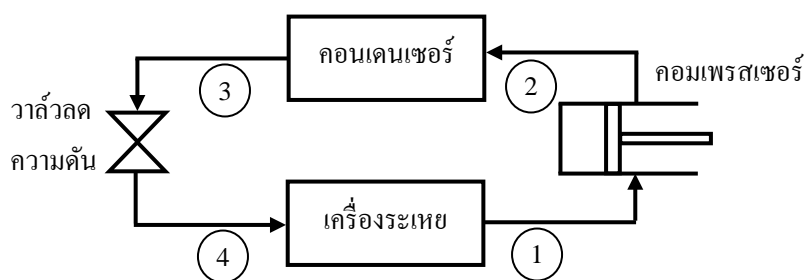 คอนเดนเซอร์
คอมเพรสเซอร์
3
2
วาล์วลด
ความดัน
เครื่องระเหย
4
1